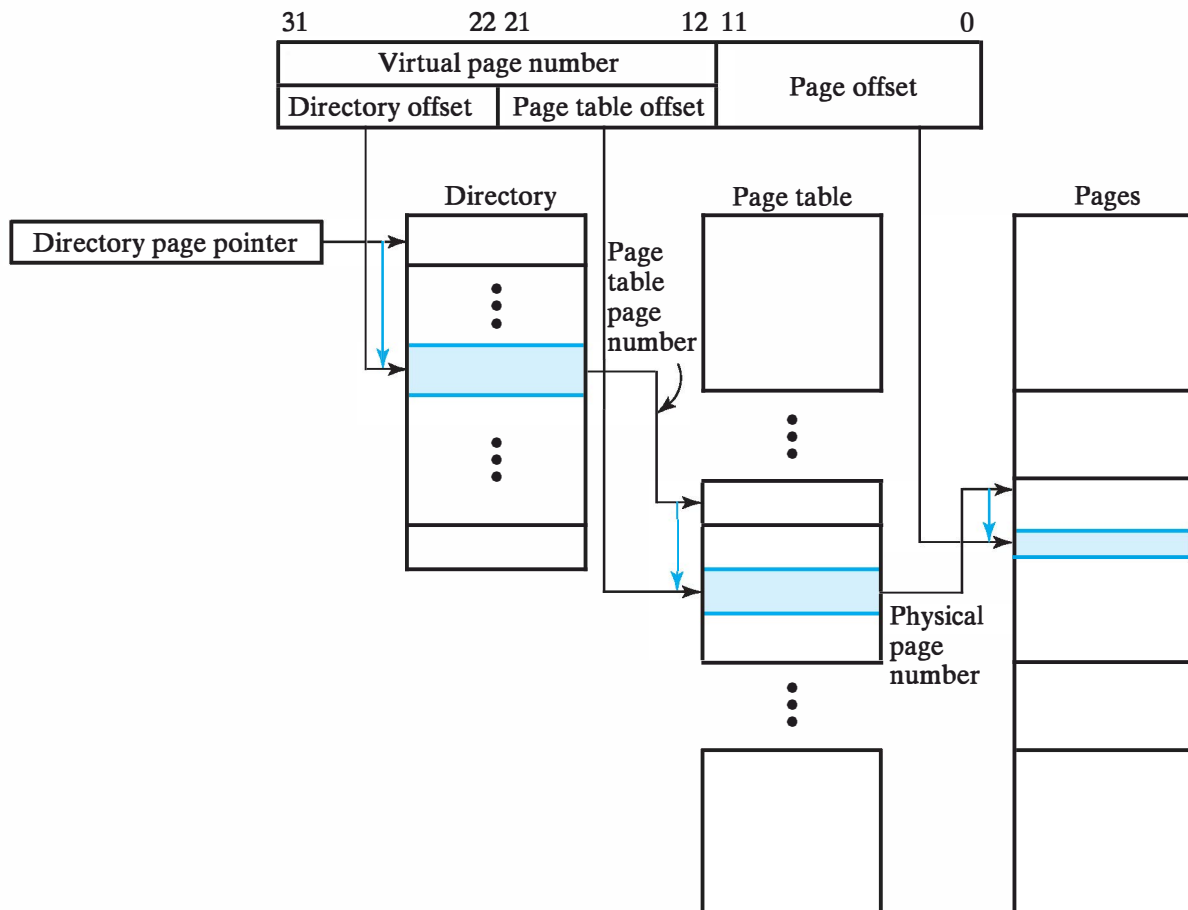 31 22 21 12 11 0
Virtual page number
Page offset
Directory offset
Page table offset
Directory
Page table
Pages
Directory page pointer
Page
table
page
number
Physical
page
number